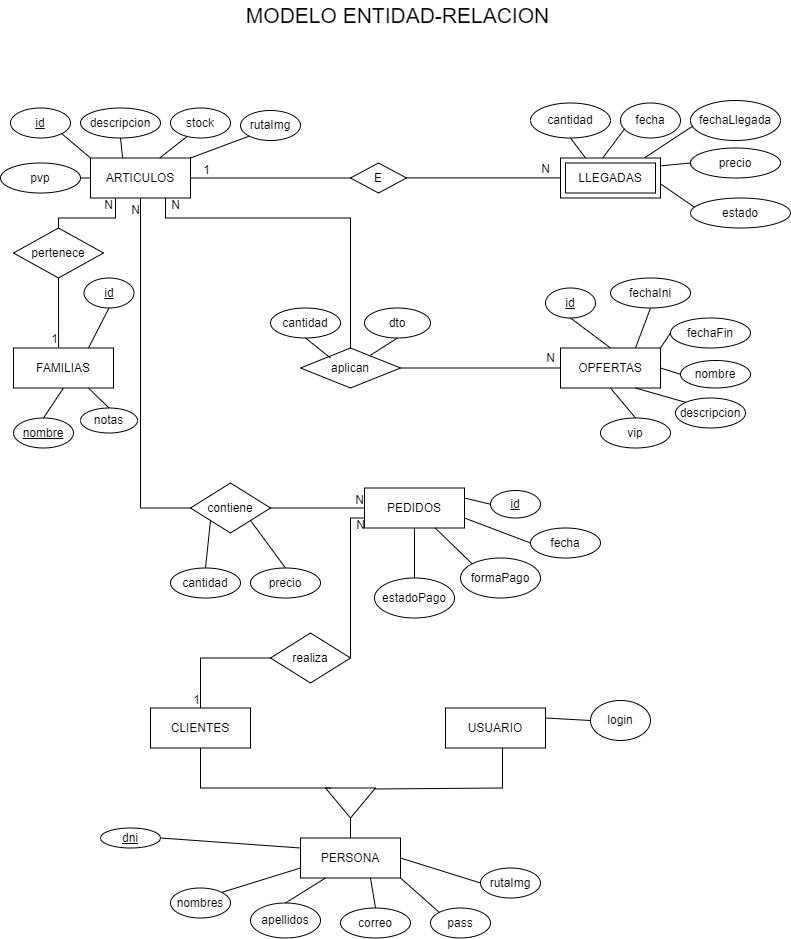 MODELO ENTIDAD-RELACION
id
descripcion
stock
rutaImg
cantidad
fecha
fechaLlegada
pvp
ARTICULOS
1
E
N
LLEGADAS
precio
estado
N
N
N
pertenece
id
1
FAMILIAS
nombre
notas
cantidad
dto
aplican
N
id
fechaIni
fechaFin
OPFERTAS
nombre
descripcion
vip
contiene
N
N
PEDIDOS
id
fecha
cantidad
precio
estadoPago
formaPago
realiza
1
CLIENTES
USUARIO
login
dni
PERSONA
nombres
apellidos
correo
pass
rutaImg